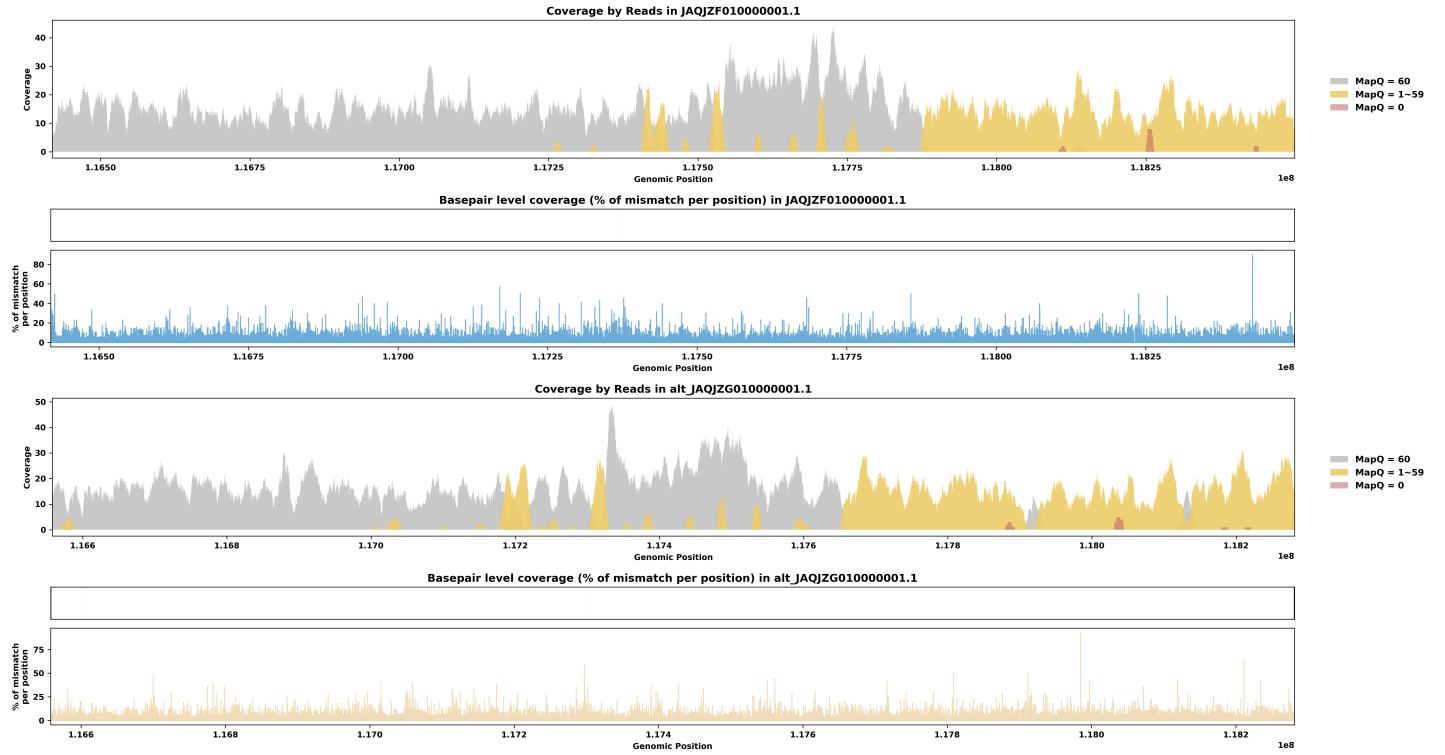 Coverage by Reads in JAQJZF010000001.1
Coverage
40
30
20
10
0
1.1650 1.1675 1.1700 1.1725 1.1750 1.1775 1.1800 1.1825
Genomic Position
1e8
MapQ = 60
MapQ = 1~59
MapQ = 0
Basepair level coverage (% of mismatch per position) in JAQJZF010000001.1
% of mismatch
per position
80
60
40
20
0
1.1650 1.1675 1.1700 1.1725 1.1750 1.1775 1.1800 1.1825
Genomic Position
1e8
Coverage by Reads in alt_JAQJZG010000001.1
Coverage
50
40
30
20
10
0
1.166 1.168 1.170 1.172 1.174 1.176 1.178 1.180 1.182
Genomic Position
1e8
MapQ = 60
MapQ = 1~59
MapQ = 0
Basepair level coverage (% of mismatch per position) in alt_JAQJZG010000001.1
% of mismatch
per position
75
50
25
0
1.166 1.168 1.170 1.172 1.174 1.176 1.178 1.180 1.182
Genomic Position
1e8